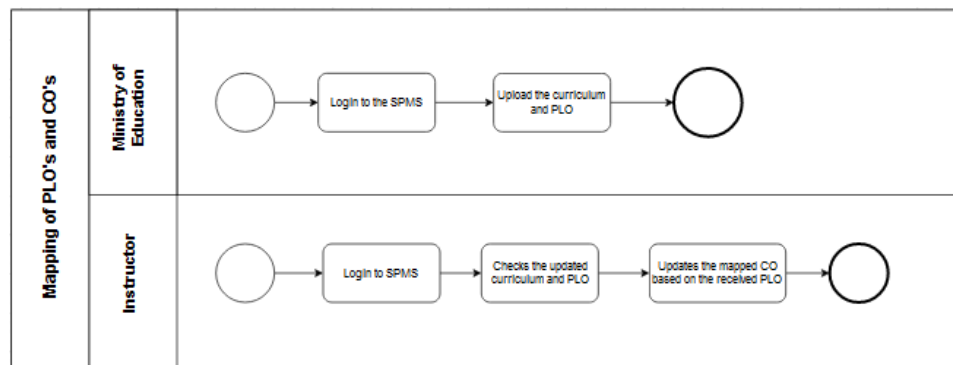 Mapping of PLO's and CO's
Ministry of
Education
Login to the SPMS
Upload the curriculum
and PLO
Instructor
Login to SPMS
Checks the updated
curriculum and PLO
Updates the mapped CO
based on the received PLO